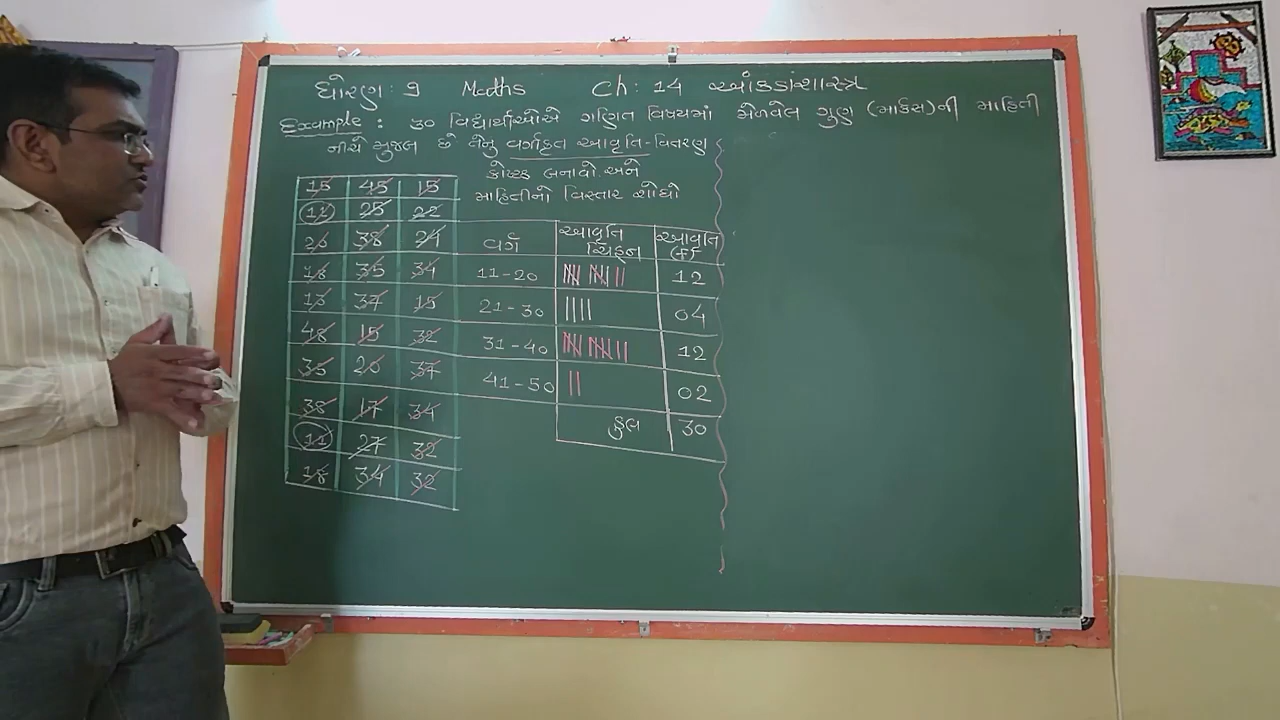 ધોરણ : 9 Maths Ch : 14 આંકડાશાસ્ત્ર
Example : 30 વિદ્યાર્થીઓએ ગણિત વિષયમાં મેળવેલ ગુણ (માર્કસ)ની માહિતી
નીચે મુજબ છે તેનું વર્ગીકૃત આવૃતિ-વિતરણ
કોષ્ટક બનાવો. અને
માહિતીનો વિસ્તાર શોધો
15 45 15
11 25 22
20 38 24
18 35 34
13 37 15
48 15 32
35 20 37
38 17 34
11 27 32
18 34 32
વર્ગ આવૃતિ ચિહ્ન આવૃતિ (f)
11-20 12
21-30 04
31-40 12
41-50 02
કુલ 30